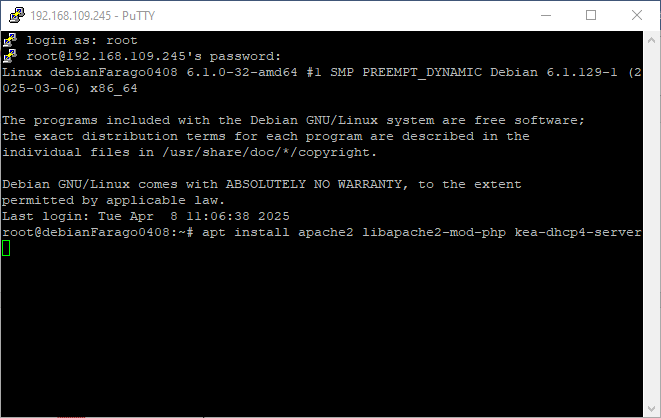 192.168.109.245 - PuTTY
login as: root
root@192.168.109.245's password:
Linux debianFarago0408 6.1.0-32-amd64 #1 SMP PREEMPT_DYNAMIC Debian 6.1.129-1 (2
025-03-06) x86_64
The programs included with the Debian GNU/Linux system are free software;
the exact distribution terms for each program are described in the
individual files in /usr/share/doc/*/copyright.
Debian GNU/Linux comes with ABSOLUTELY NO WARRANTY, to the extent
permitted by applicable law.
Last login: Tue Apr  8 11:06:38 2025
root@debianFarago0408:~# apt install apache2 libapache2-mod-php kea-dhcp4-server